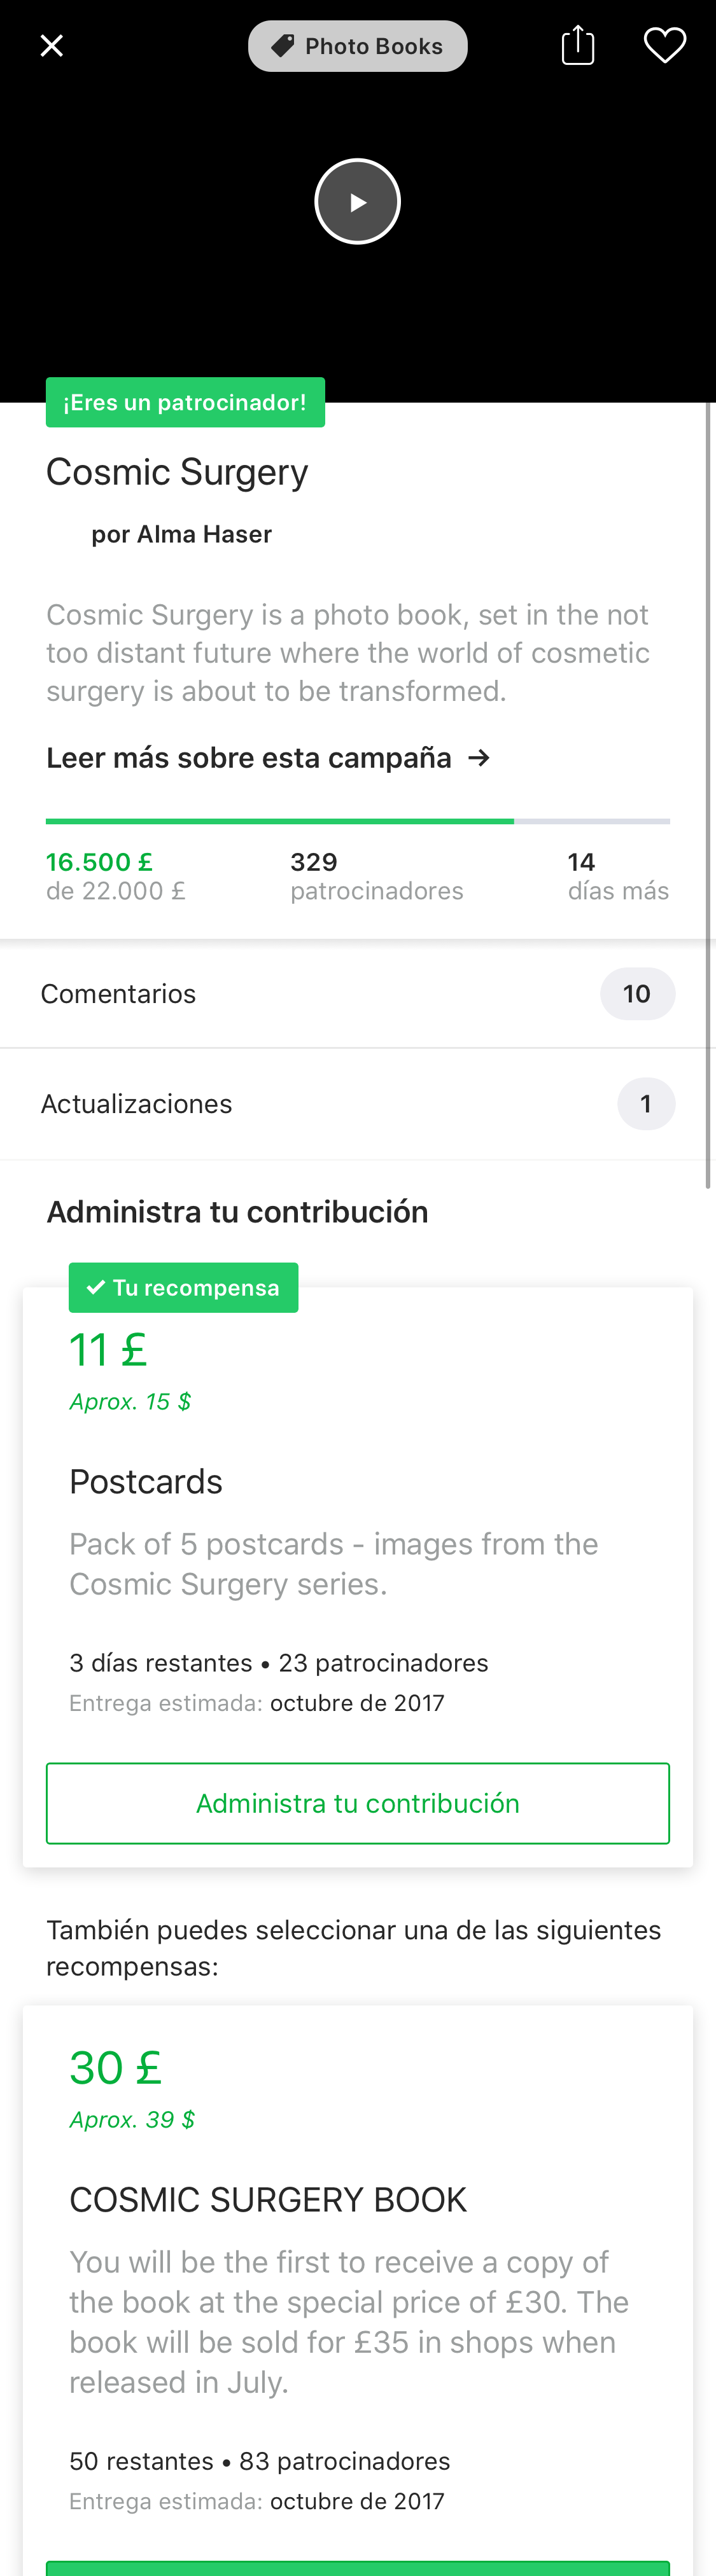 Photo Books
¡Eres un patrocinador!
Cosmic Surgery
por Alma Haser
Cosmic Surgery is a photo book, set in the not
too distant future where the world of cosmetic
surgery is about to be transformed.
Leer más sobre esta campaña →
16.500 £ 329 14
de 22.000 £ patrocinadores días más
Comentarios 10
Actualizaciones 1
Administra tu contribución
Tu recompensa
11 £
Aprox. 15 $
Postcards
Pack of 5 postcards - images from the
Cosmic Surgery series.
3 días restantes • 23 patrocinadores
Entrega estimada: octubre de 2017
Administra tu contribución
También puedes seleccionar una de las siguientes
recompensas:
30 £
Aprox. 39 $
COSMIC SURGERY BOOK
You will be the first to receive a copy of
the book at the special price of £30. The
book will be sold for £35 in shops when
released in July.
50 restantes • 83 patrocinadores
Entrega estimada: octubre de 2017